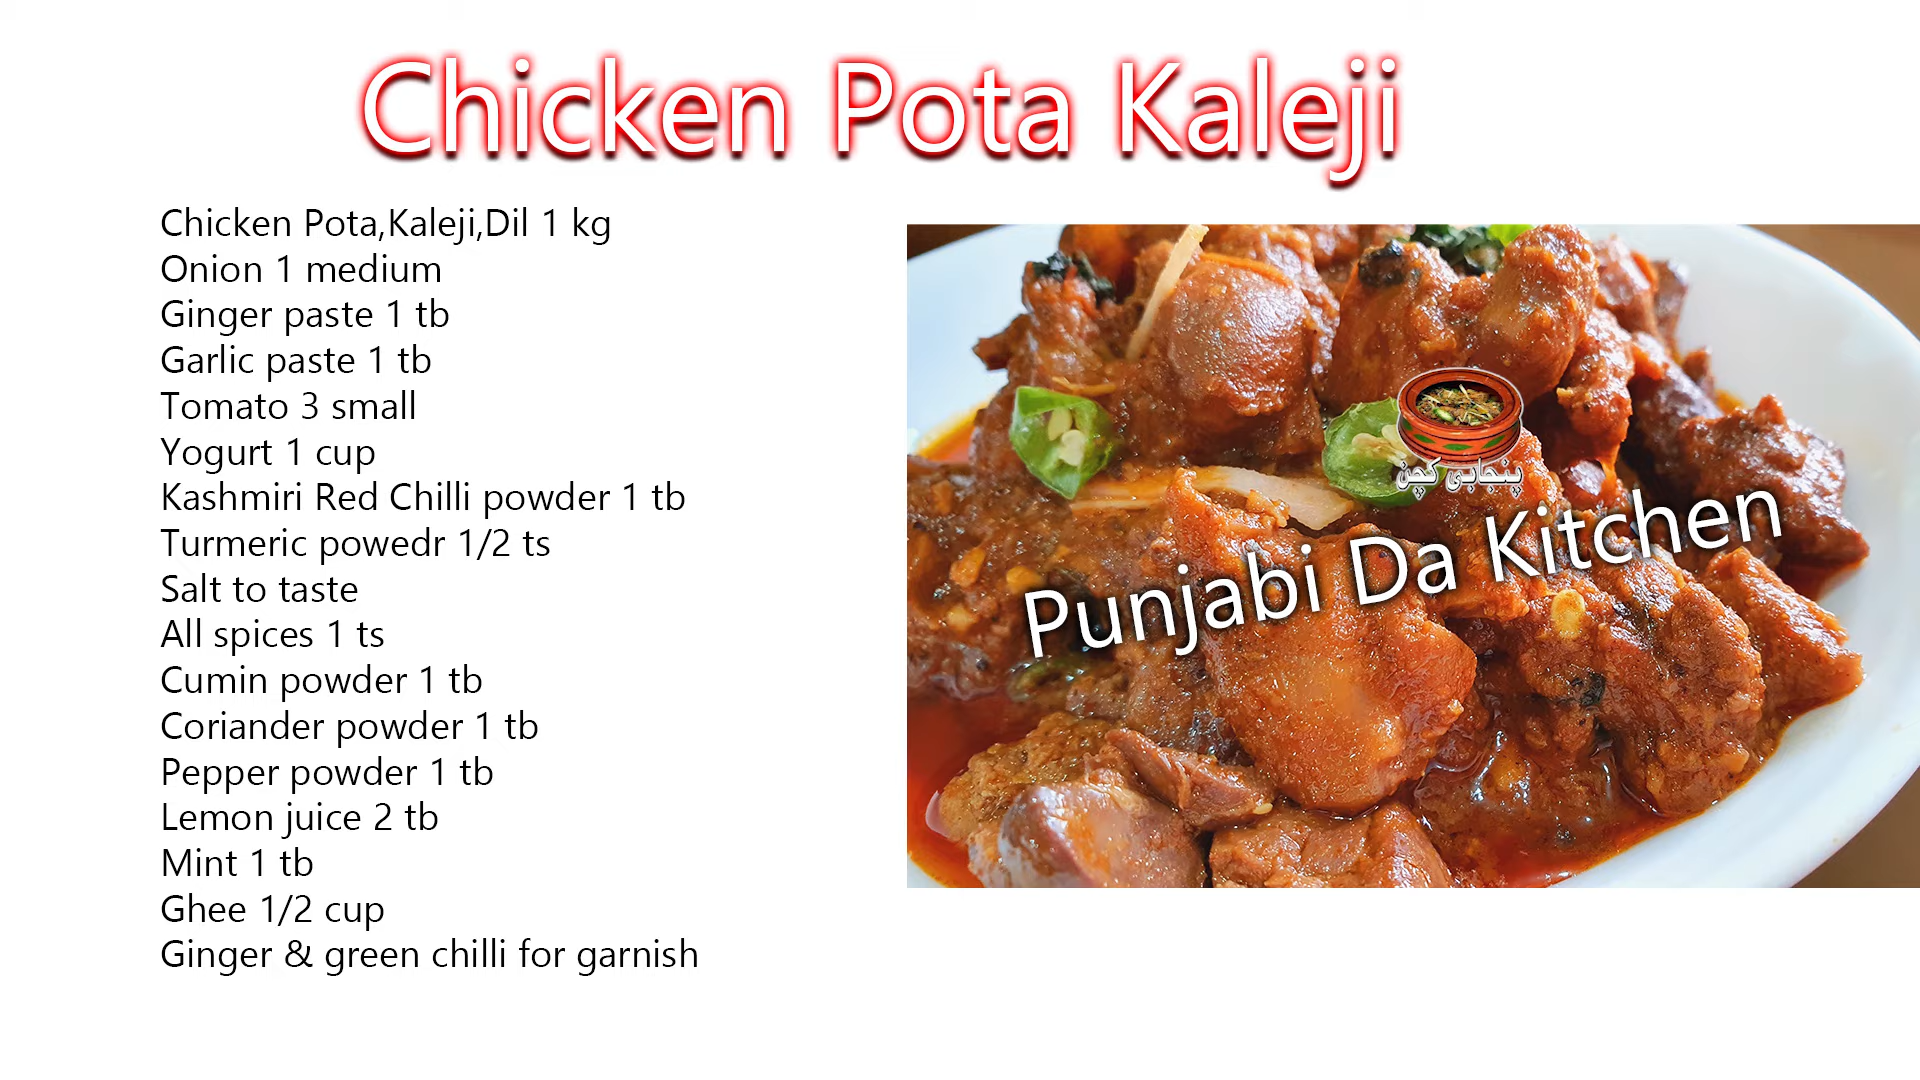 Chicken Pota Kaleji
Chicken Pota,Kaleji,Dil 1 kg
Onion 1 medium
Ginger paste 1 tb
Garlic paste 1 tb
Tomato 3 small
Yogurt 1 cup
Kashmiri Red Chilli powder 1 tb
Turmeric powedr 1/2 ts
Salt to taste
All spices 1 ts
Cumin powder 1 tb
Coriander powder 1 tb
Pepper powder 1 tb
Lemon juice 2 tb
Mint 1 tb
Ghee 1/2 cup
Ginger & green chilli for garnish
پنجابی کچن
Punjabi Da Kitchen